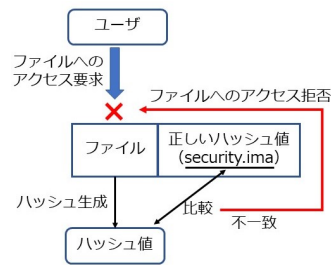 ユーザ
ファイルへの
アクセス要求
ファイルへのアクセス拒否
ファイル
正しいハッシュ値
(security.ima)
ハッシュ生成
比較
不一致
ハッシュ値